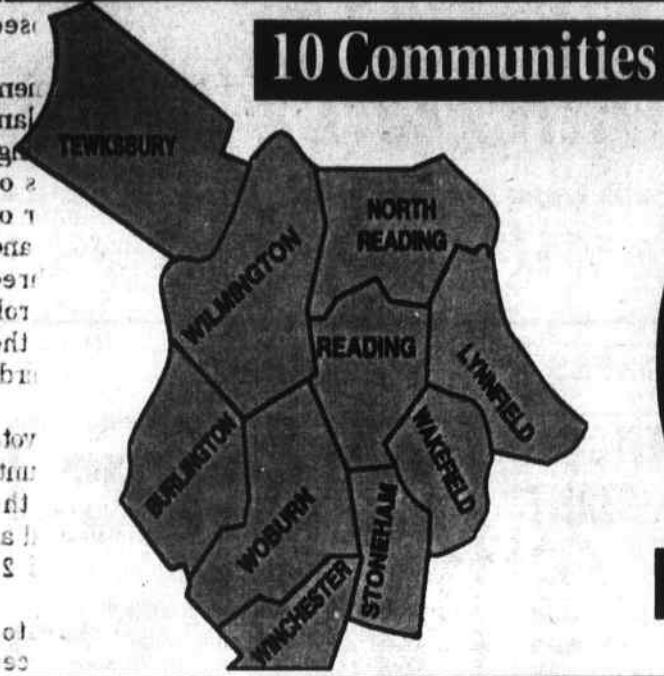 10 Communities
TEWKSBURY
WILMINGTON
NORTH
READING
READING
LYNNFIELD
BURLINGTON
WOBURN
WAKEFIELD
STONEHAM
WINCHESTER